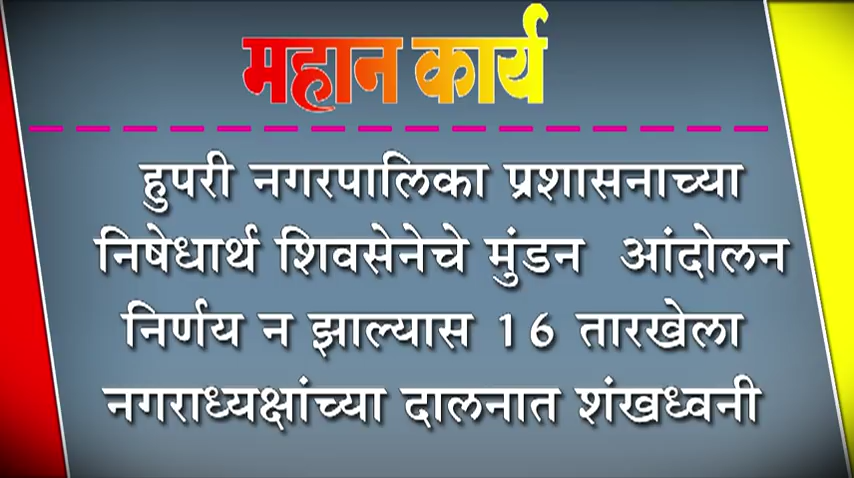 महान कार्य
हुपरी नगरपालिका प्रशासनाच्या
निषेधार्थ शिवसेनेचे मुंडन आंदोलन
निर्णय न झाल्यास 16 तारखेला
नगराध्यक्षांच्या दालनात शंखध्वनी